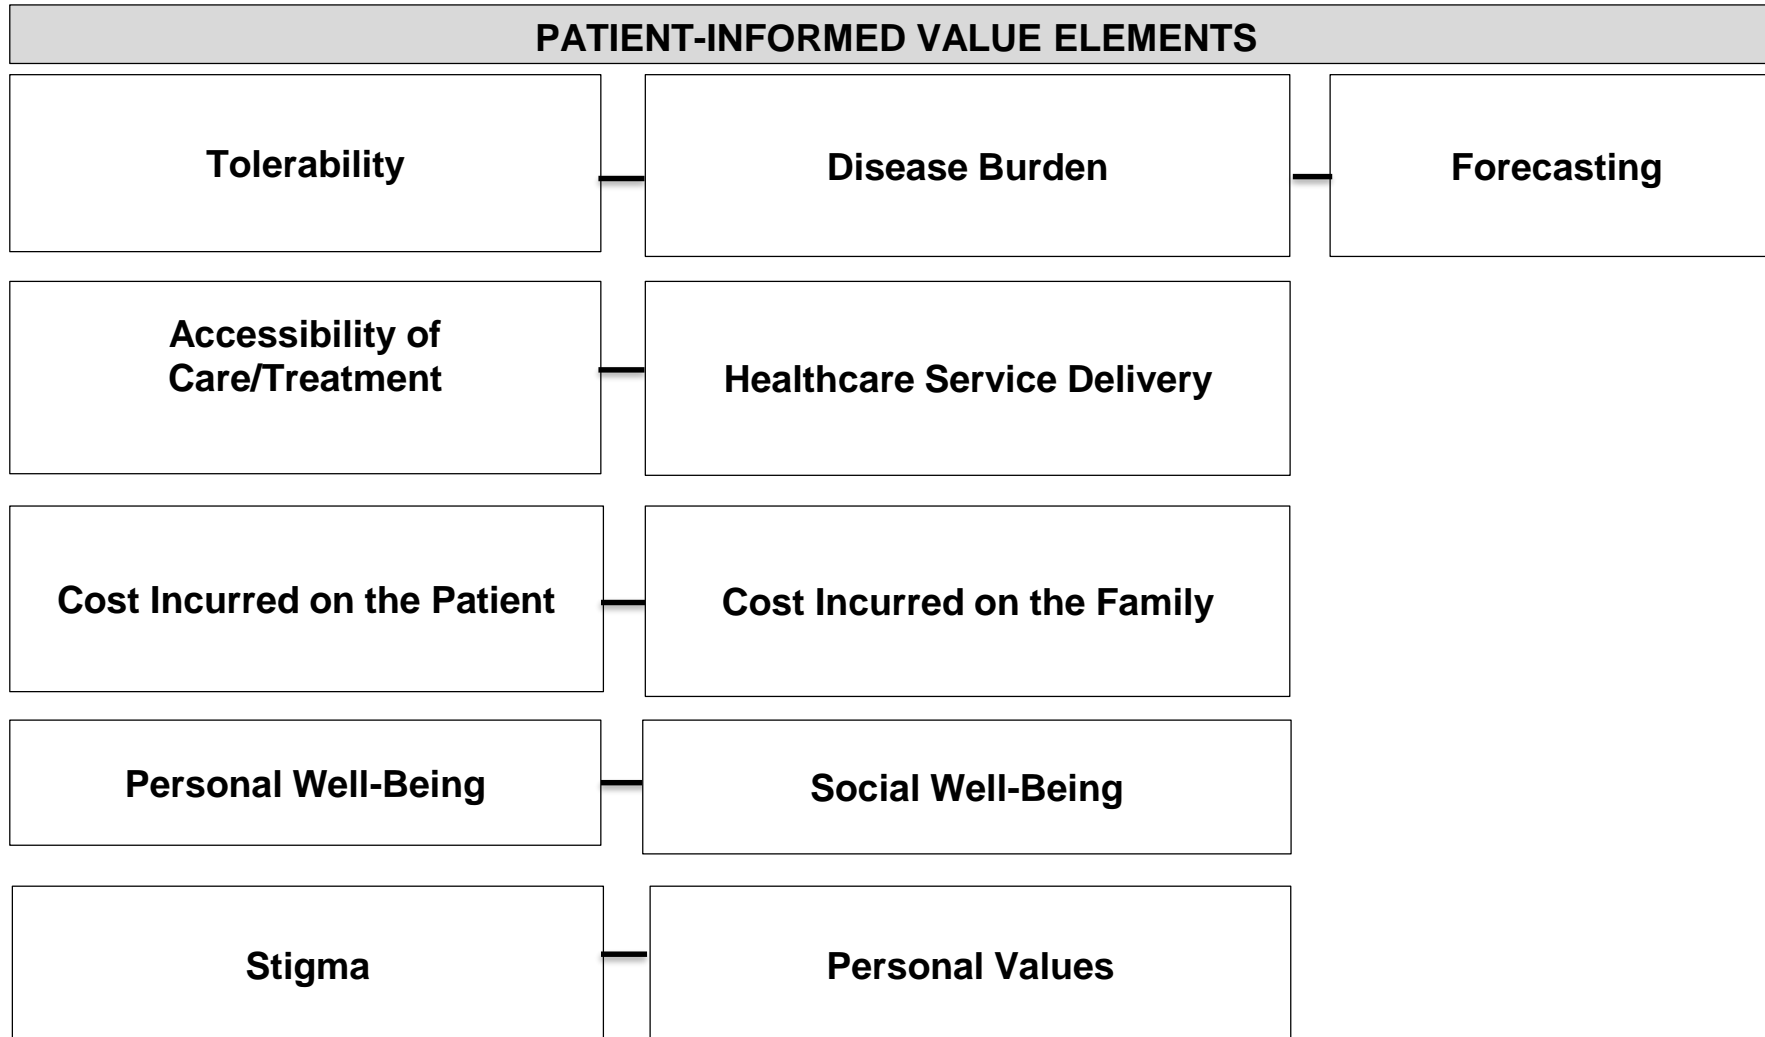 PATIENT-INFORMED VALUE ELEMENTS
Tolerability
Disease Burden
Forecasting
Accessibility of
Care/Treatment
Healthcare Service Delivery
Cost Incurred on the Patient
Cost Incurred on the Family
Personal Well-Being
Social Well-Being
Stigma
Personal Values